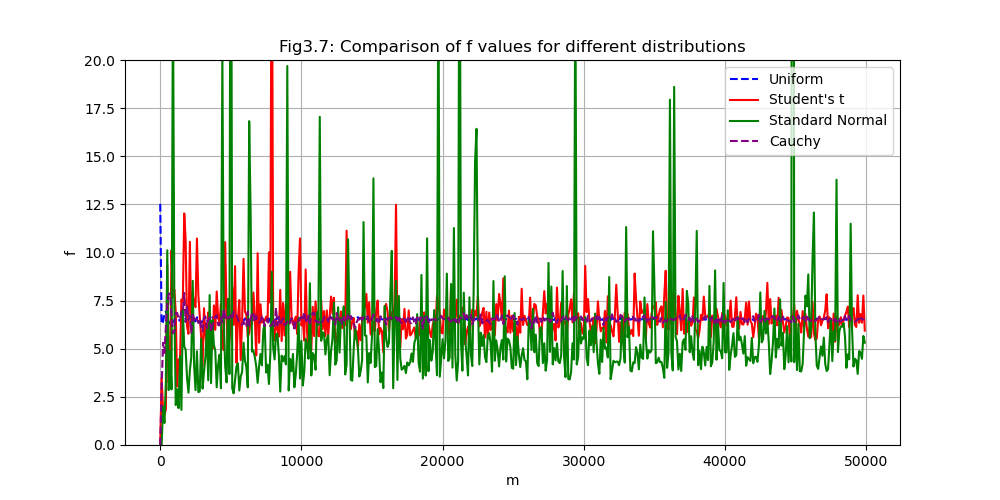 Fig3.7: Comparison of f values for different distributions
20.0
17.5
15.0
12.5
10.0
7.5
5.0
2.5
0.0
f
Uniform
Student's t
Standard Normal
Cauchy
0
10000
20000
30000
40000
50000
m